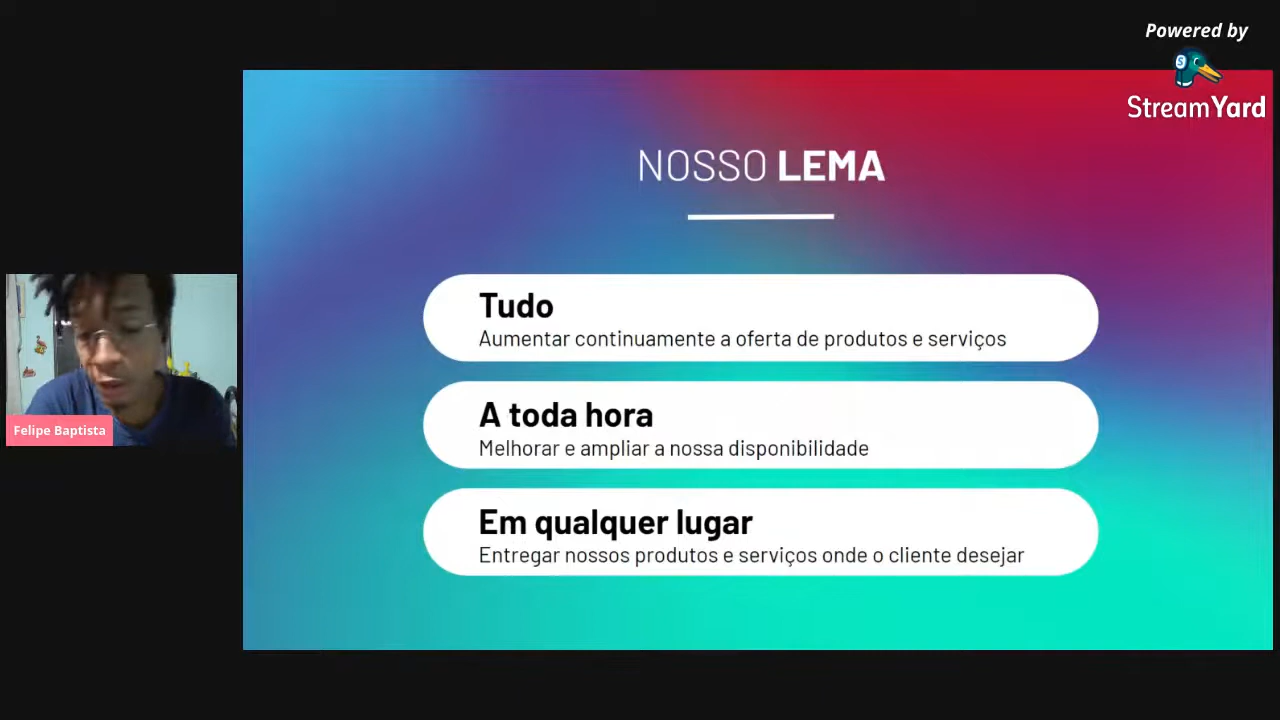 Powered by
StreamYard
NOSSO LEMA
Tudo
Aumentar continuamente a oferta de produtos e serviços
A toda hora
Melhorar e ampliar a nossa disponibilidade
Em qualquer lugar
Entregar nossos produtos e serviços onde o cliente desejar
Felipe Baptista